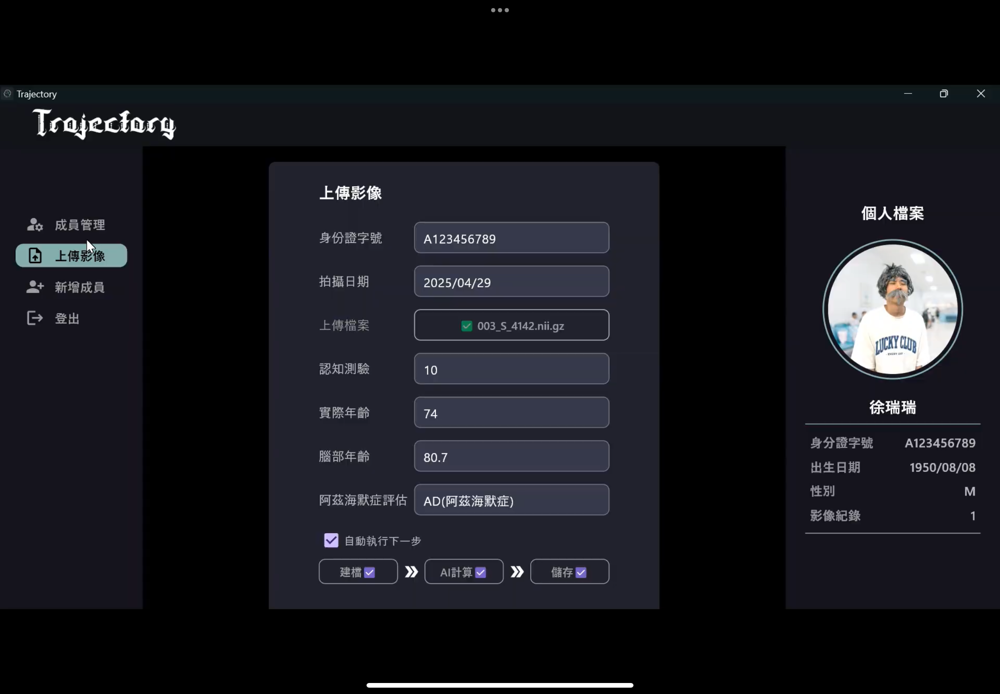 Trajectory
Trajectory
成員管理
上傳影像
新增成員
登出
上傳影像
身份證字號 A123456789
拍攝日期 2025/04/29
上傳檔案 003_S_4142.nii.gz
認知測驗 10
實際年齡 74
腦部年齡 80.7
阿茲海默症評估 AD(阿茲海默症)
自動執行下一步
建檔 AI計算 儲存
個人檔案
LUCKY CLUB
- EVERY DAY -
徐瑞瑞
身分證字號 A123456789
出生日期 1950/08/08
性別 M
影像紀錄 1